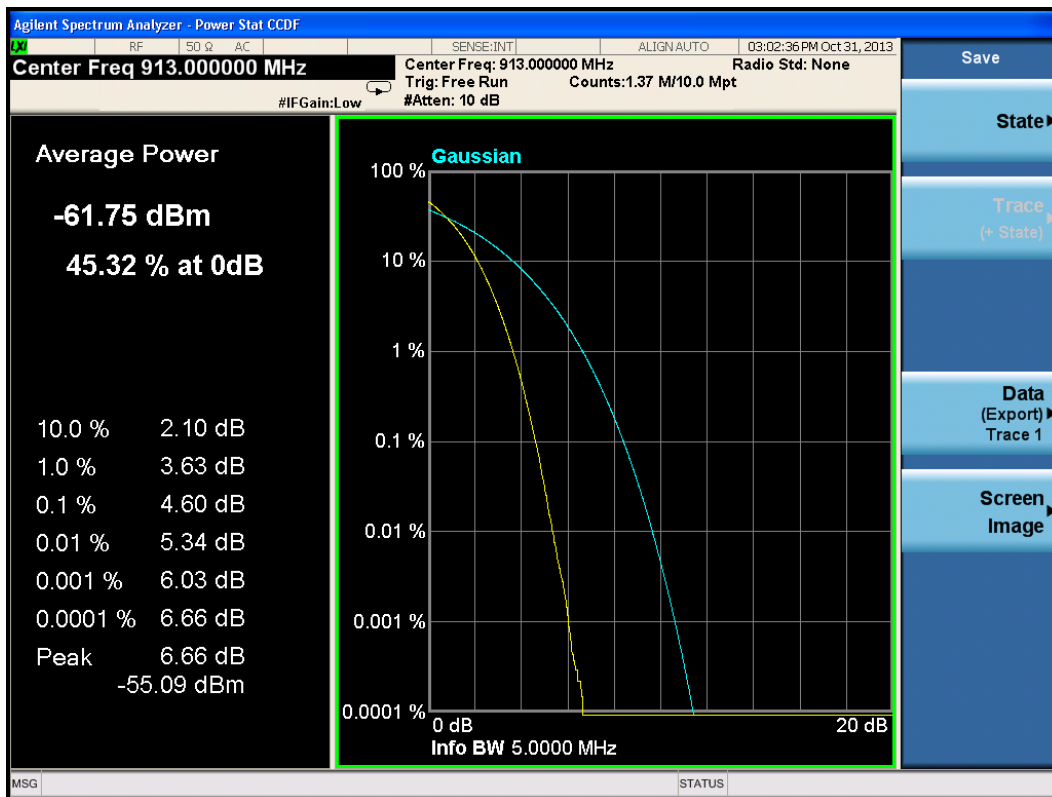 Agilent Spectrum Analyzer - Power Stat CCDF
LXI RF 50 Ω AC SENSE:INT ALIGN AUTO 03:02:36 PM Oct 31, 2013
Center Freq 913.000000 MHz
Center Freq: 913.000000 MHz Radio Std: None
Trig: Free Run Counts:1.37 M/10.0 Mpt
#IFGain:Low #Atten: 10 dB
Average Power
-61.75 dBm
45.32 % at 0dB
10.0 % 2.10 dB
1.0 % 3.63 dB
0.1 % 4.60 dB
0.01 % 5.34 dB
0.001 % 6.03 dB
0.0001 % 6.66 dB
Peak 6.66 dB
-55.09 dBm
Gaussian
100 %
10 %
1 %
0.1 %
0.01 %
0.001 %
0.0001 %
0 dB 20 dB
Info BW 5.0000 MHz
Save
State
Trace
(+ State)
Data
(Export)
Trace 1
Screen
Image
MSG STATUS